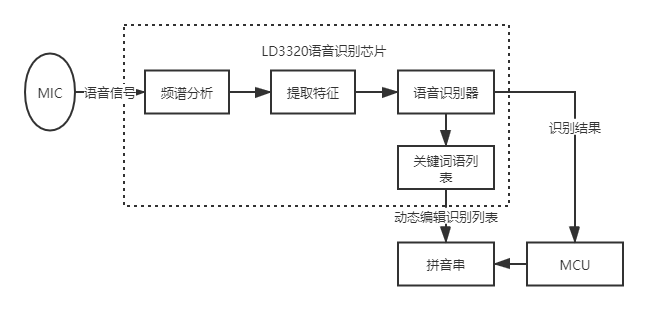 LD3320语音识别芯片
MIC
语音信号
频谱分析
提取特征
语音识别器
识别结果
关键词语列
表
动态编辑识别列表
拼音串
MCU